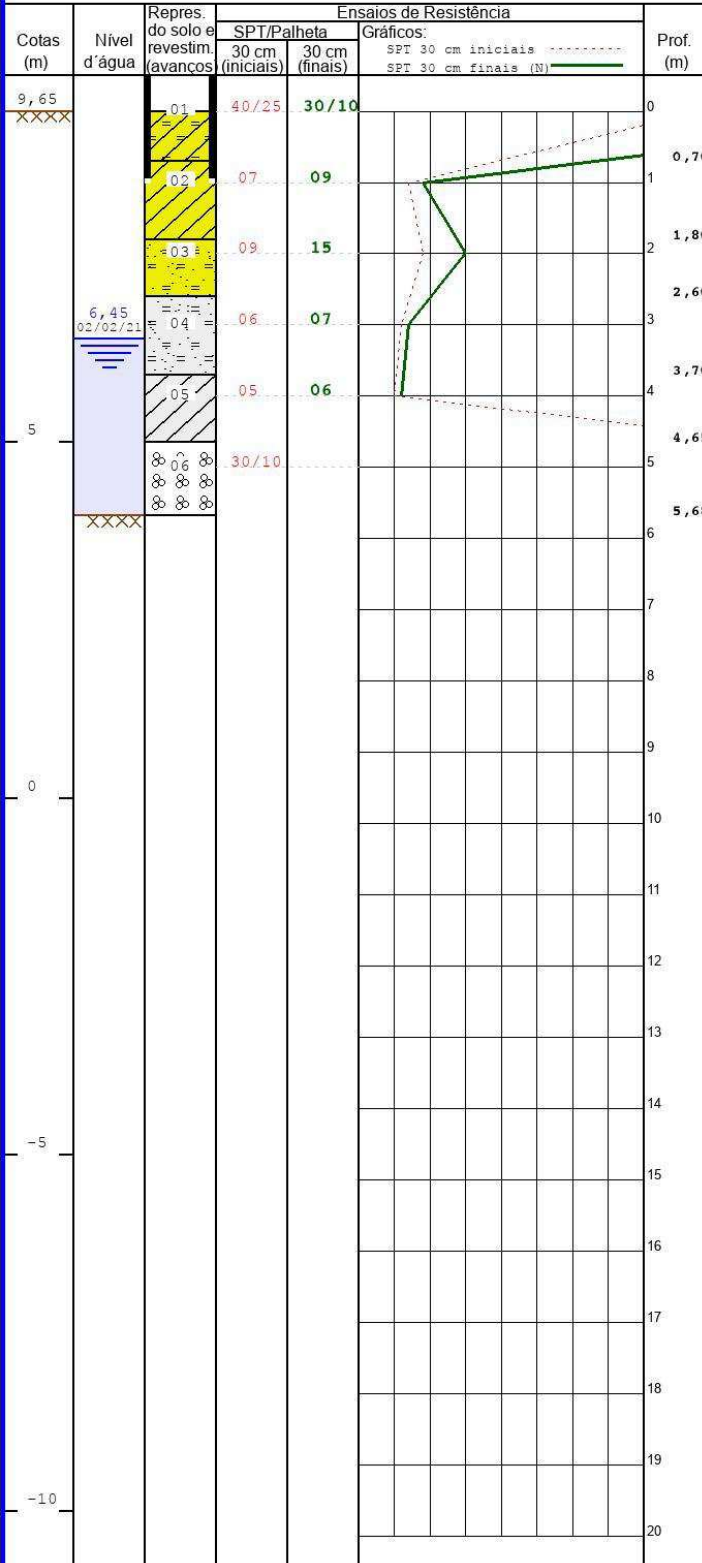 Cotas
(m)
Nível
d´água
Repres.
do solo e
revestim.
(avanços)
Ensaios de Resistência
SPT/Palheta
30 cm
(iniciais)
30 cm
(finais)
Gráficos:
SPT 30 cm iniciais
SPT 30 cm finais (N)
Prof.
(m)
9,65
01
40/25
30/10
0
0,70
02
07
09
1
1,80
03
09
15
2
2,60
6,45
02/02/21
04
06
07
3
3,70
05
05
06
4
5
4,65
06
30/10
5
5,65
6
7
8
9
0
10
11
12
13
14
-5
15
16
17
18
19
-10
20